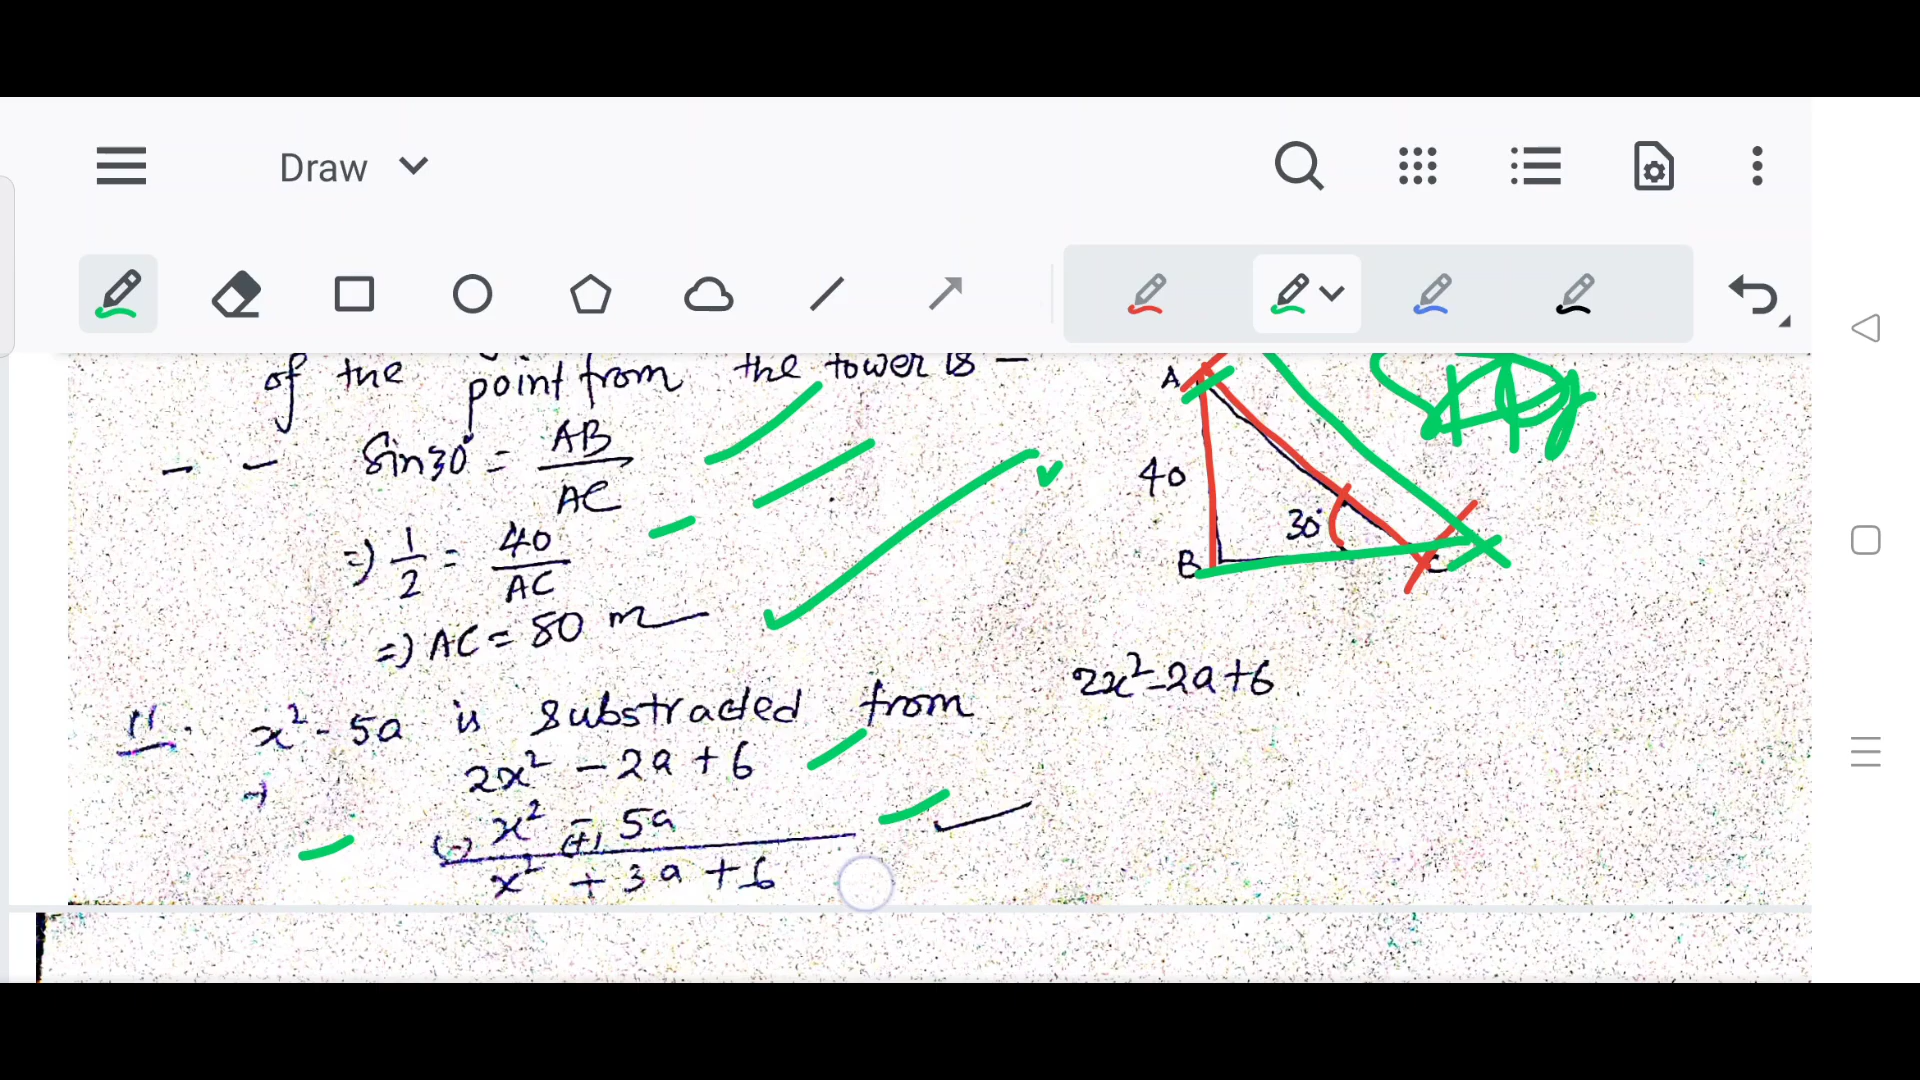 Draw
of the point from the tower is -
- - Sin30° = AB/AC
=) 1/2 = 40/AC
=) AC = 80 m
A
40
30°
B
C
11. x² - 5a is substracted from 2x² - 2a + 6
→ 2x² - 2a + 6
(-) x² (+) - 5a
x² + 3a + 6